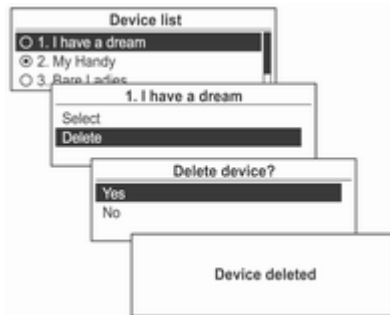 Device list
1. I have a dream
2. My Handy
3. Bare Ladies
1. I have a dream
Select
Delete
Delete device?
Yes
No
Device deleted